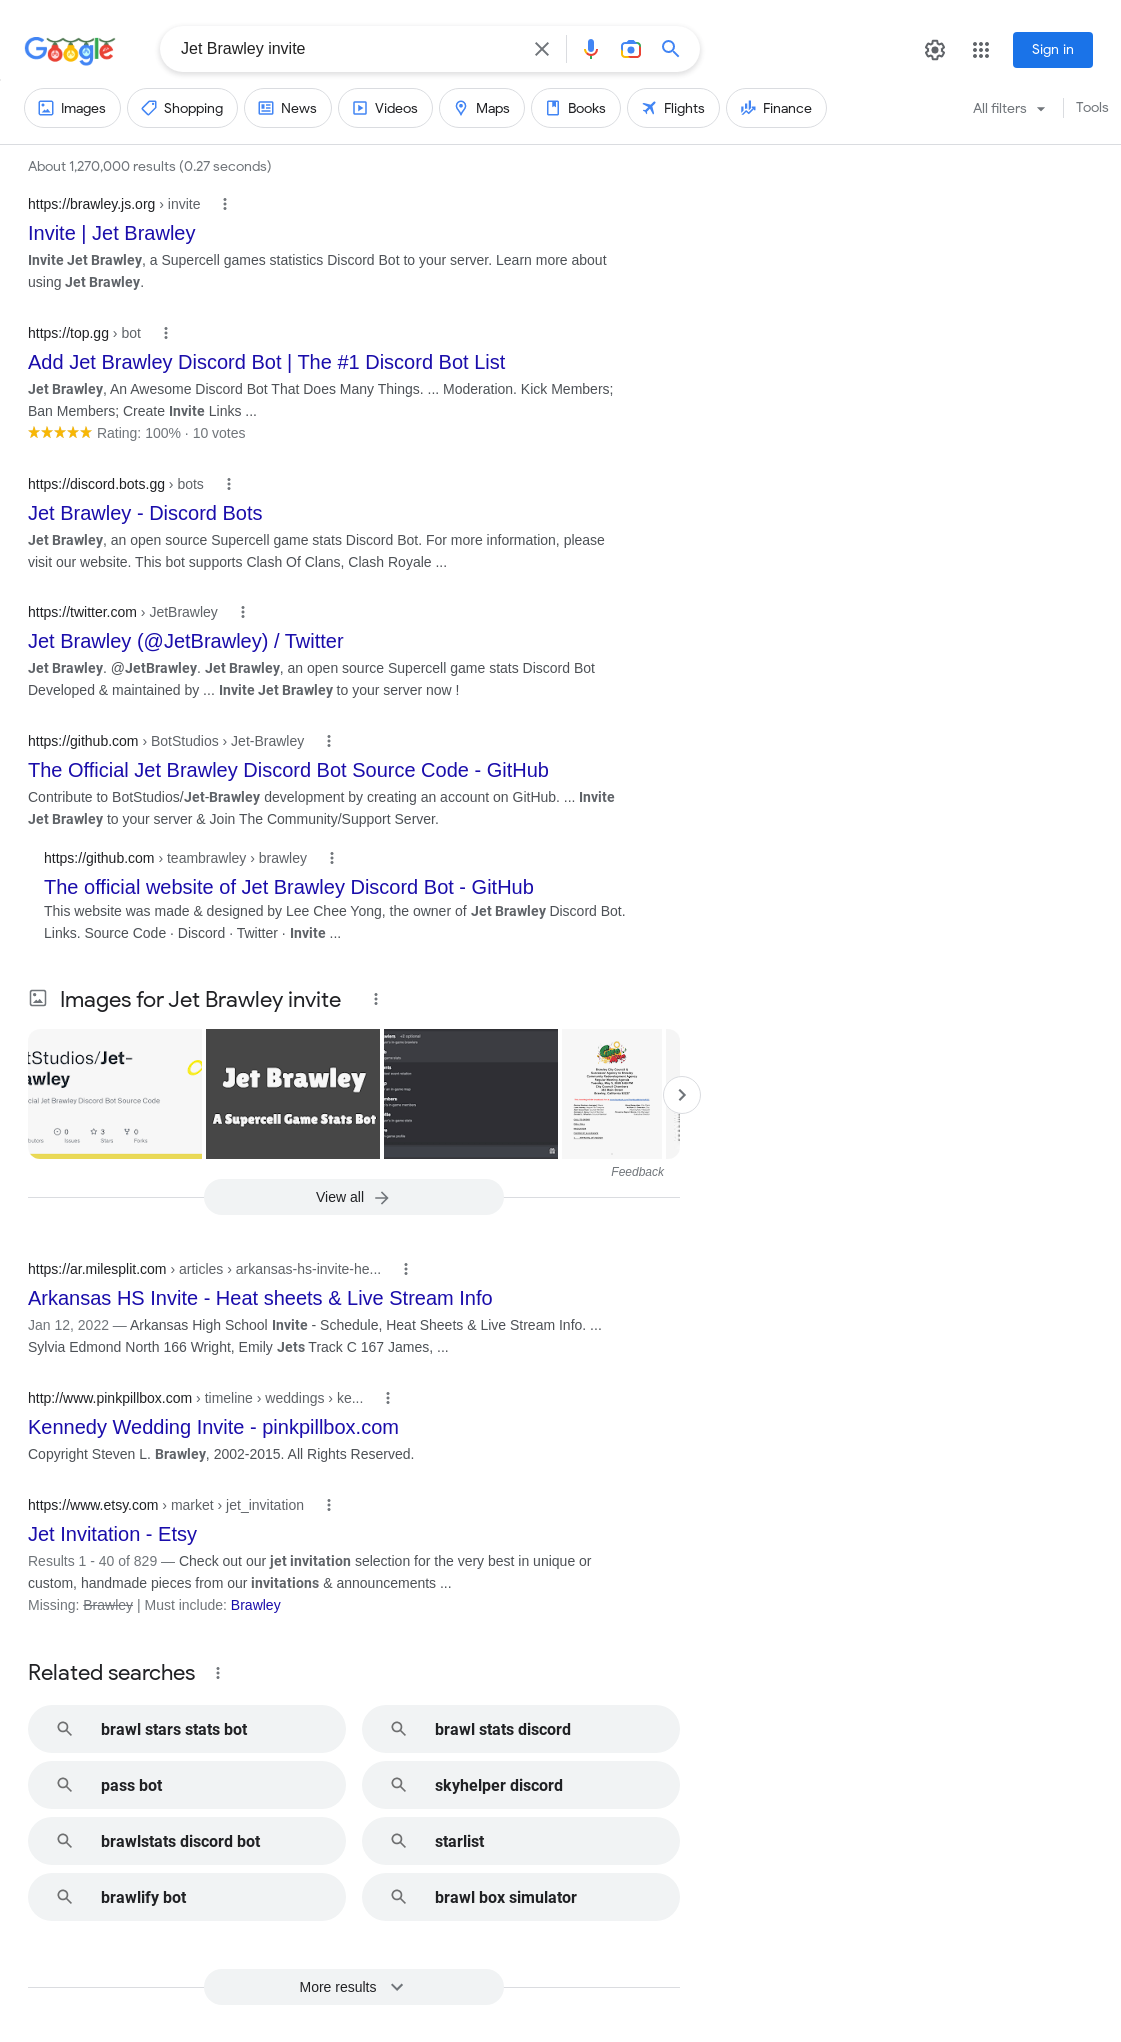 Google
Jet Brawley invite
Sign in
Images
Shopping
News
Videos
Maps
Books
Flights
Finance
All filters
Tools
About 1,270,000 results (0.27 seconds)
https://brawley.js.org › invite
Invite | Jet Brawley
Invite Jet Brawley, a Supercell games statistics Discord Bot to your server. Learn more about
using Jet Brawley.
https://top.gg › bot
Add Jet Brawley Discord Bot | The #1 Discord Bot List
Jet Brawley, An Awesome Discord Bot That Does Many Things. ... Moderation. Kick Members;
Ban Members; Create Invite Links ...
Rating: 100% · 10 votes
https://discord.bots.gg › bots
Jet Brawley - Discord Bots
Jet Brawley, an open source Supercell game stats Discord Bot. For more information, please
visit our website. This bot supports Clash Of Clans, Clash Royale ...
https://twitter.com › JetBrawley
Jet Brawley (@JetBrawley) / Twitter
Jet Brawley. @JetBrawley. Jet Brawley, an open source Supercell game stats Discord Bot
Developed & maintained by ... Invite Jet Brawley to your server now !
https://github.com › BotStudios › Jet-Brawley
The Official Jet Brawley Discord Bot Source Code - GitHub
Contribute to BotStudios/Jet-Brawley development by creating an account on GitHub. ... Invite
Jet Brawley to your server & Join The Community/Support Server.
https://github.com › teambrawley › brawley
The official website of Jet Brawley Discord Bot - GitHub
This website was made & designed by Lee Chee Yong, the owner of Jet Brawley Discord Bot.
Links. Source Code · Discord · Twitter · Invite ...
Images for Jet Brawley invite
tStudios/Jet-
awley
cial Jet Brawley Discord Bot Source Code
0 3 0
Issues Stars Forks
Jet Brawley
A Supercell Game Stats Bot
Feedback
View all
https://ar.milesplit.com › articles › arkansas-hs-invite-he...
Arkansas HS Invite - Heat sheets & Live Stream Info
Jan 12, 2022 — Arkansas High School Invite - Schedule, Heat Sheets & Live Stream Info. ...
Sylvia Edmond North 166 Wright, Emily Jets Track C 167 James, ...
http://www.pinkpillbox.com › timeline › weddings › ke...
Kennedy Wedding Invite - pinkpillbox.com
Copyright Steven L. Brawley, 2002-2015. All Rights Reserved.
https://www.etsy.com › market › jet_invitation
Jet Invitation - Etsy
Results 1 - 40 of 829 — Check out our jet invitation selection for the very best in unique or
custom, handmade pieces from our invitations & announcements ...
Missing: Brawley | Must include: Brawley
Related searches
brawl stars stats bot
brawl stats discord
pass bot
skyhelper discord
brawlstats discord bot
starlist
brawlify bot
brawl box simulator
More results